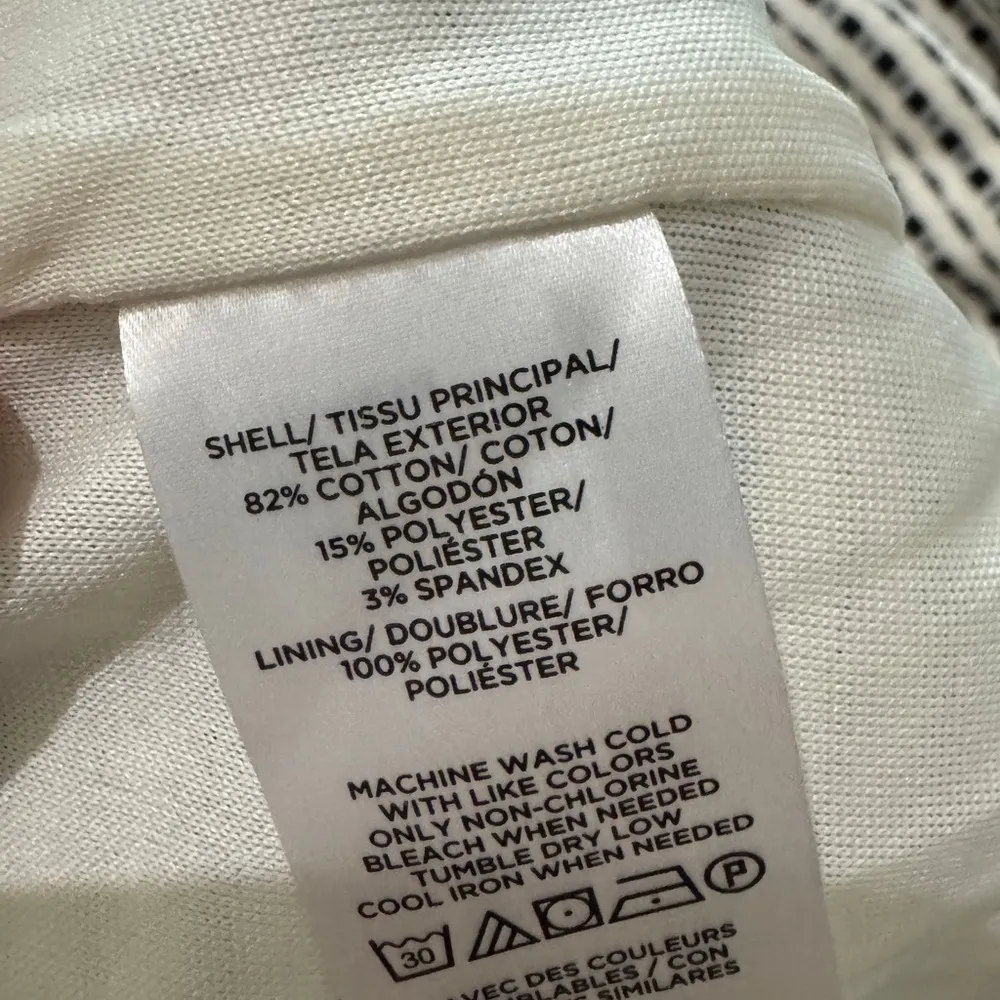 SHELL/ TISSU PRINCIPAL/
TELA EXTERIOR
82% COTTON/ COTON/
ALGODÓN
15% POLYESTER/
POLIÉSTER
3% SPANDEX
LINING/ DOUBLURE/ FORRO
100% POLYESTER/
POLIÉSTER
MACHINE WASH COLD
WITH LIKE COLORS
ONLY NON-CHLORINE
BLEACH WHEN NEEDED
TUMBLE DRY LOW
COOL IRON WHEN NEEDED
30 P
AVEC DES COULEURS
/ CON
SIMILARES